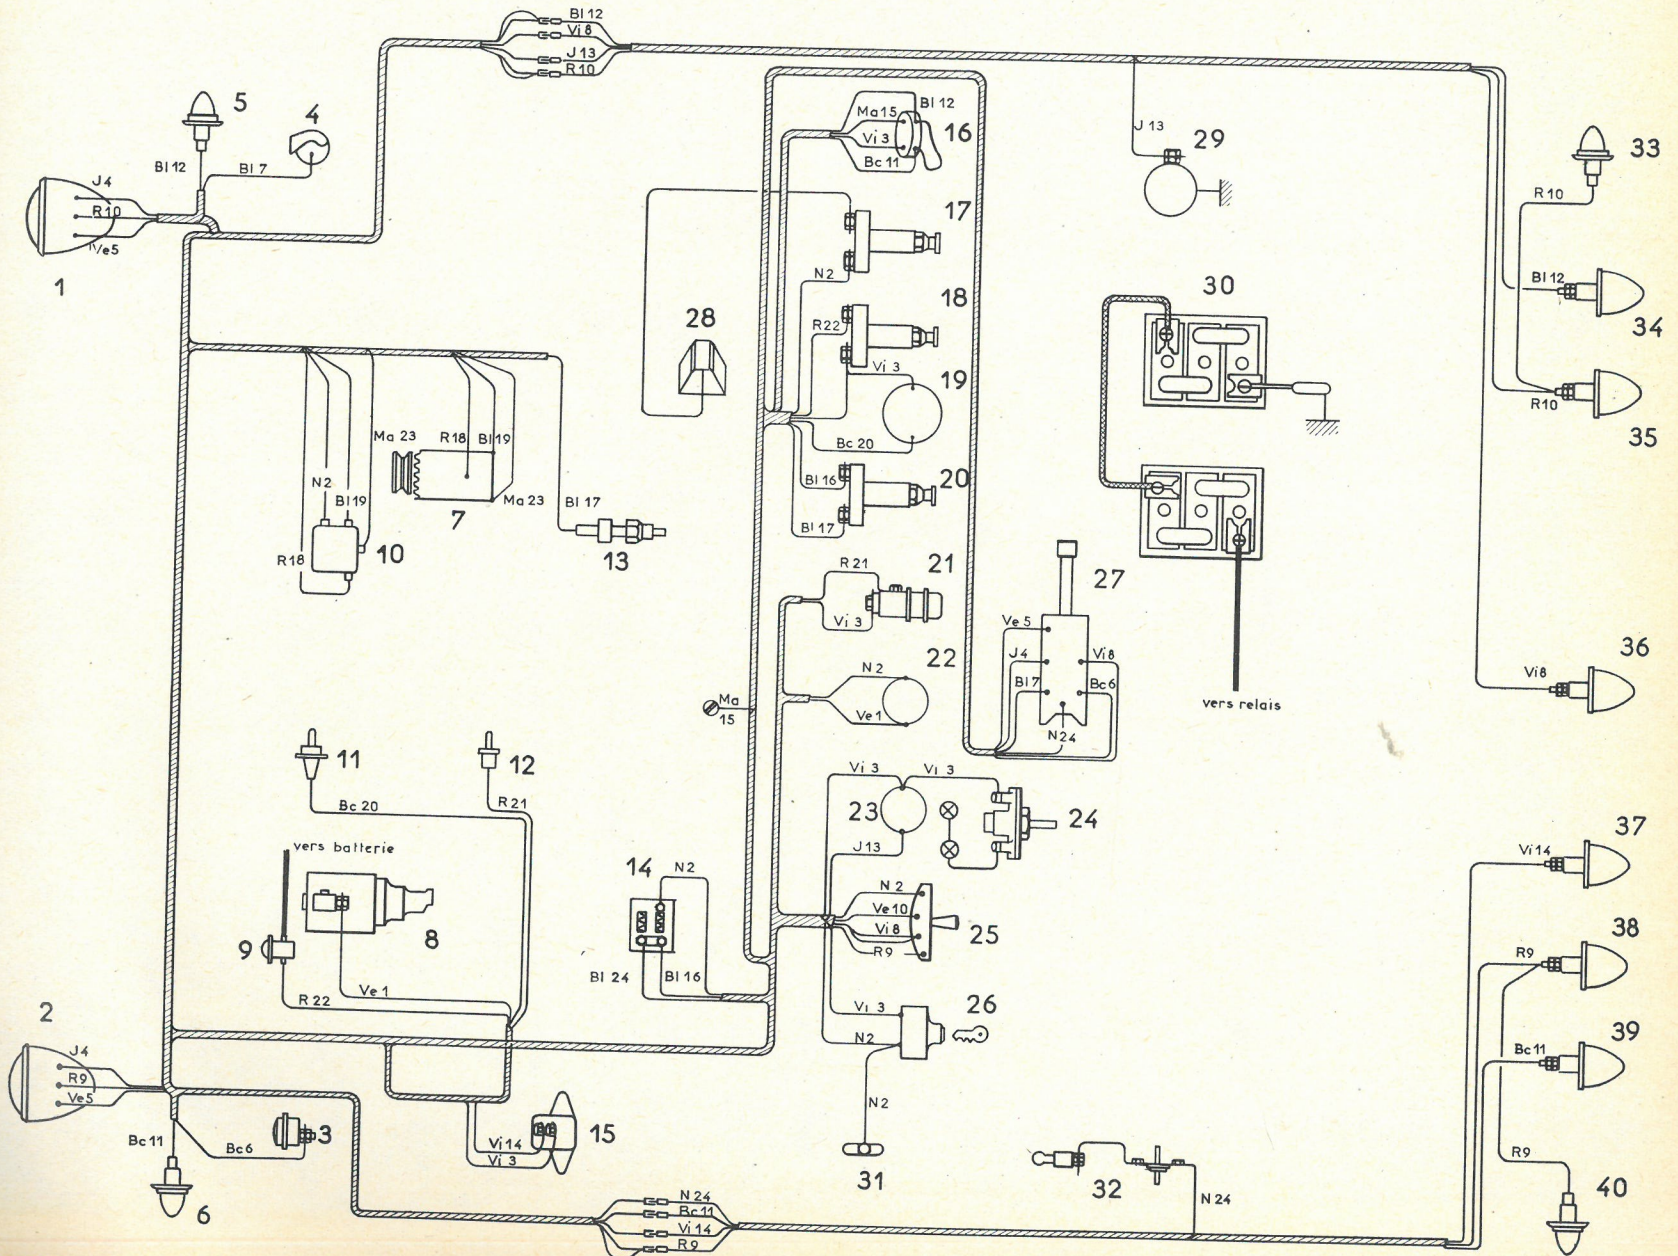 Bl 12
Vi 8
J 13
R 10
5
4
Bl 12
Bl 7
J4
R10
Ve5
1
Ma 15
Bl 12
Vi 3
Bc 11
16
J 13
29
33
R 10
17
N 2
18
R22
Vi 3
19
Bc 20
28
30
Bl 12
34
R10
35
Ma 23
R18
Bl 19
N 2
Bl 19
R18
10
7
Ma 23
Bl 17
13
Bl 16
20
Bl 17
R 21
21
Vi 3
N 2
22
Ve 1
Ma
15
27
Ve 5
J 4
Vi8
Bl 7
Bc 6
N24
vers relais
36
Vi8
11
12
Bc 20
R 21
vers batterie
9
8
Ve 1
R 22
Vi 3
Vi 3
23
24
J 13
14
N 2
Bl 24
Bl 16
N 2
Ve 10
Vi 8
R9
25
Vi 3
26
N2
N2
31
37
Vi 14
38
R9
39
Bc 11
R9
40
2
J4
R9
Ve5
Bc 11
Bc 6
3
6
Vi 14
Vi 3
15
32
N 24
N 24
Bc 11
Vi 14
R 9